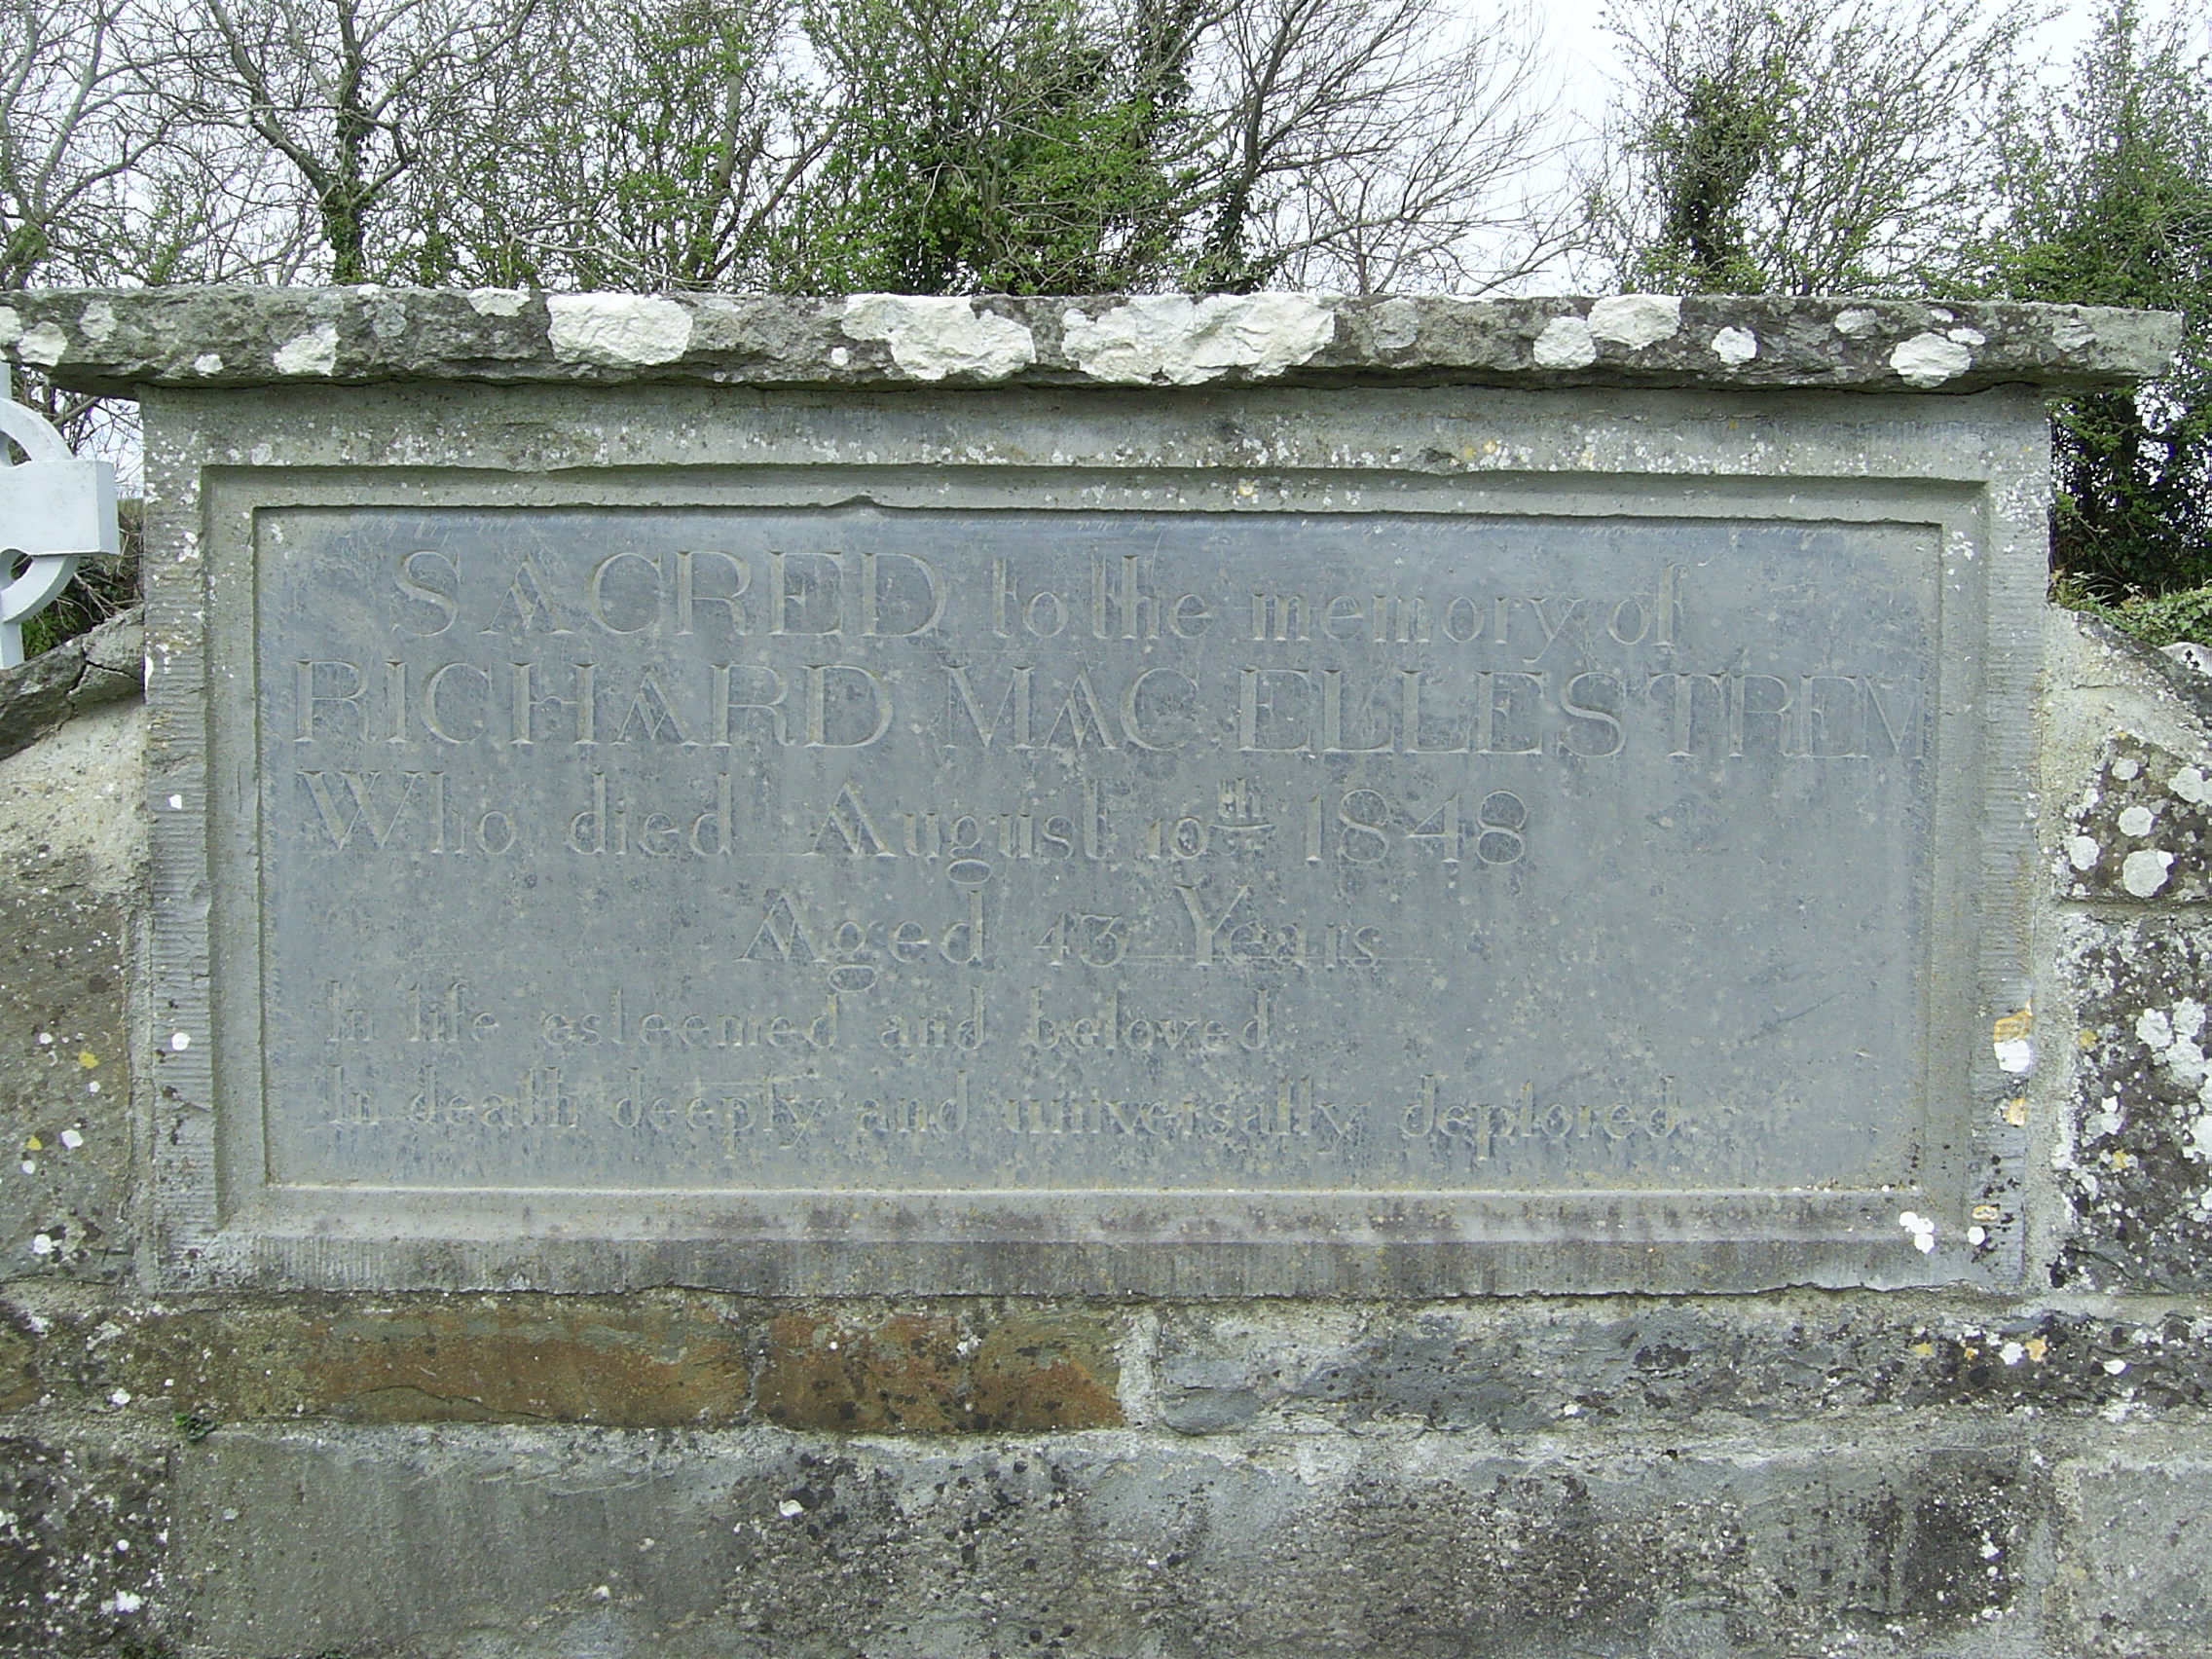 SACRED to the memory of
RICHARD MAC ELLESTREM
Who died August 10th 1848
Aged 43 Years
In life esteemed and beloved
In death deeply and universally deplored